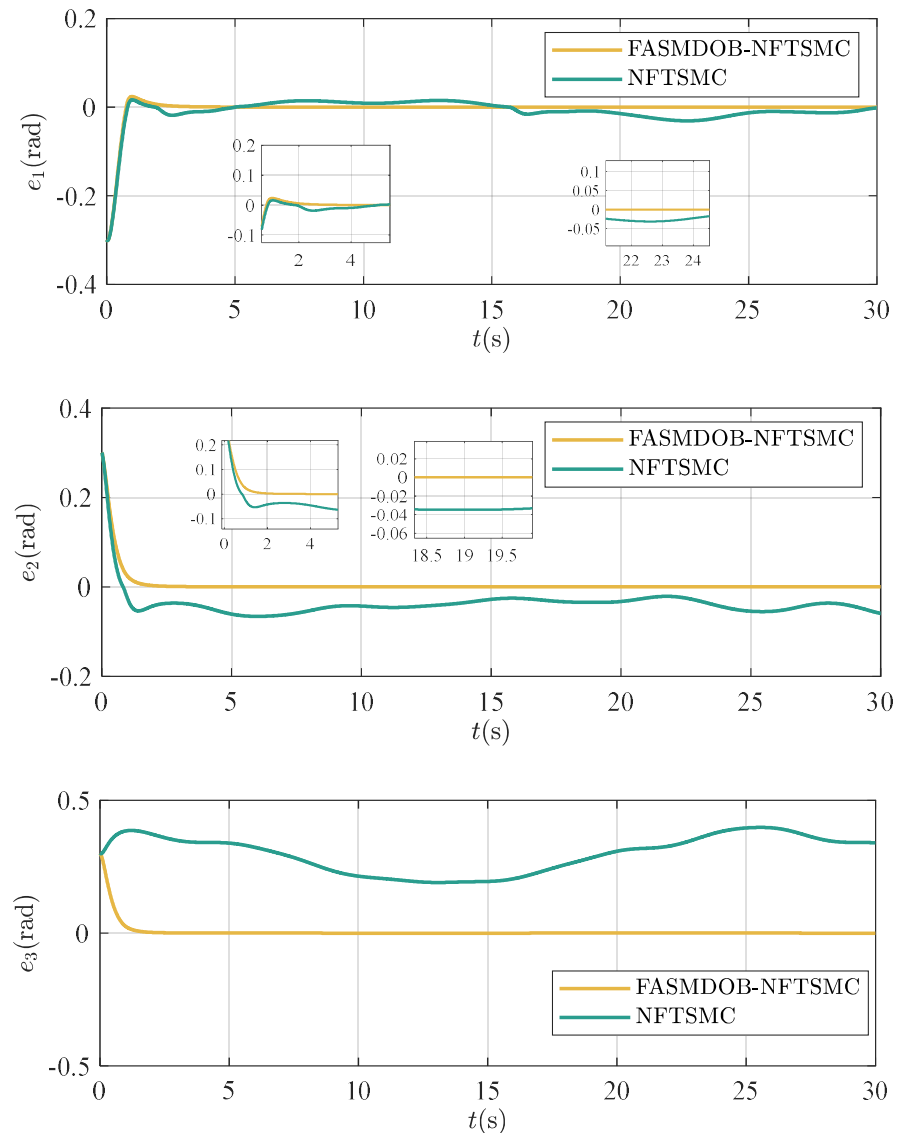 0.2
FASMDOB-NFTSMC
NFTSMC
0
0.2
0.1
0
-0.1
2 4
0.1
0.05
0
-0.05
22 23 24
e1(rad)
-0.2
-0.4
0 5 10 15 20 25 30
t(s)
0.4
FASMDOB-NFTSMC
NFTSMC
0.2
0.1
0
-0.1
0 2 4
0.02
0
-0.02
-0.04
-0.06
18.5 19 19.5
0.2
e2(rad)
0
-0.2
0 5 10 15 20 25 30
t(s)
0.5
e3(rad)
0
FASMDOB-NFTSMC
NFTSMC
-0.5
0 5 10 15 20 25 30
t(s)